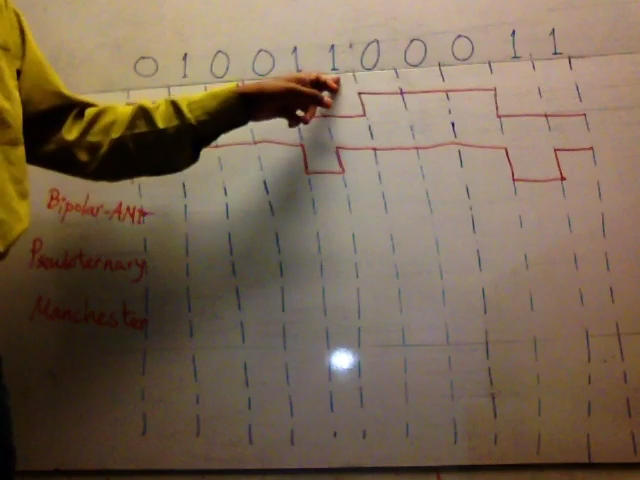 0 1 0 0 1 1 0 0 0 1 1
Bipolar-AMI
Pseudoternary
Manchester